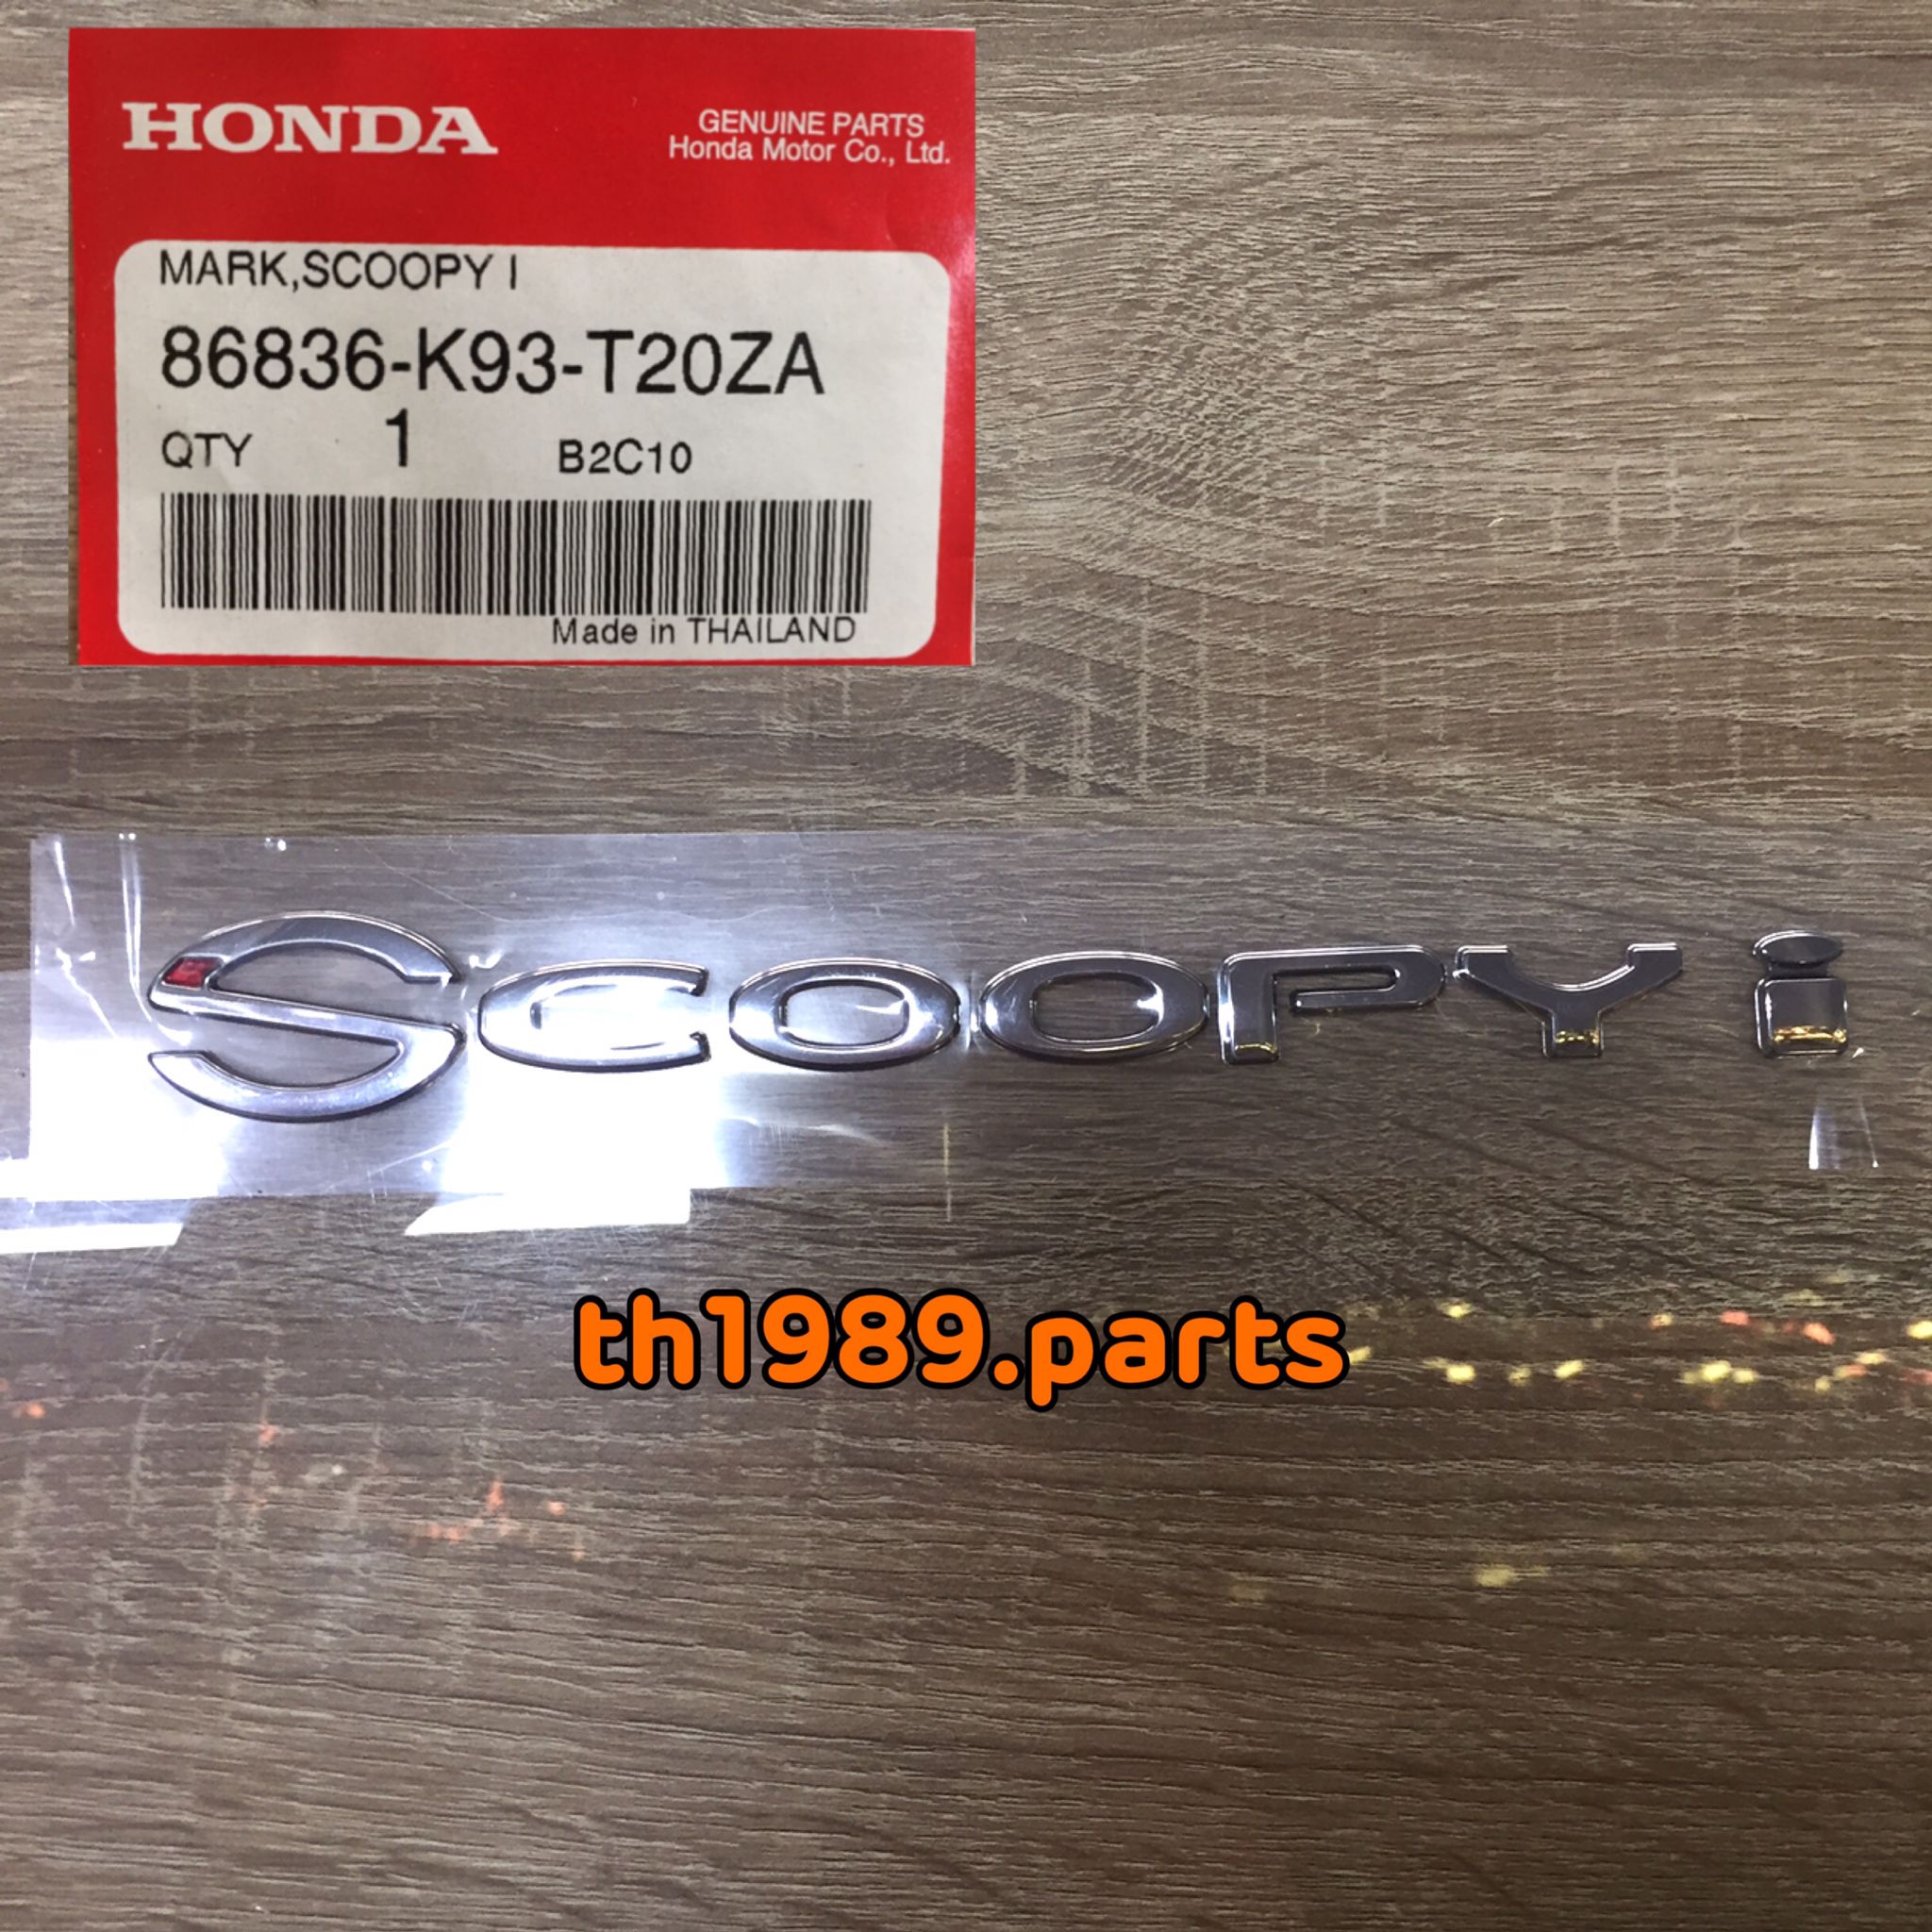 HONDA
GENUINE PARTS
Honda Motor Co., Ltd.
MARK,SCOOPY I
86836-K93-T20ZA
QTY 1 B2C10
Made in THAILAND
SCOOPY i
th1989.parts